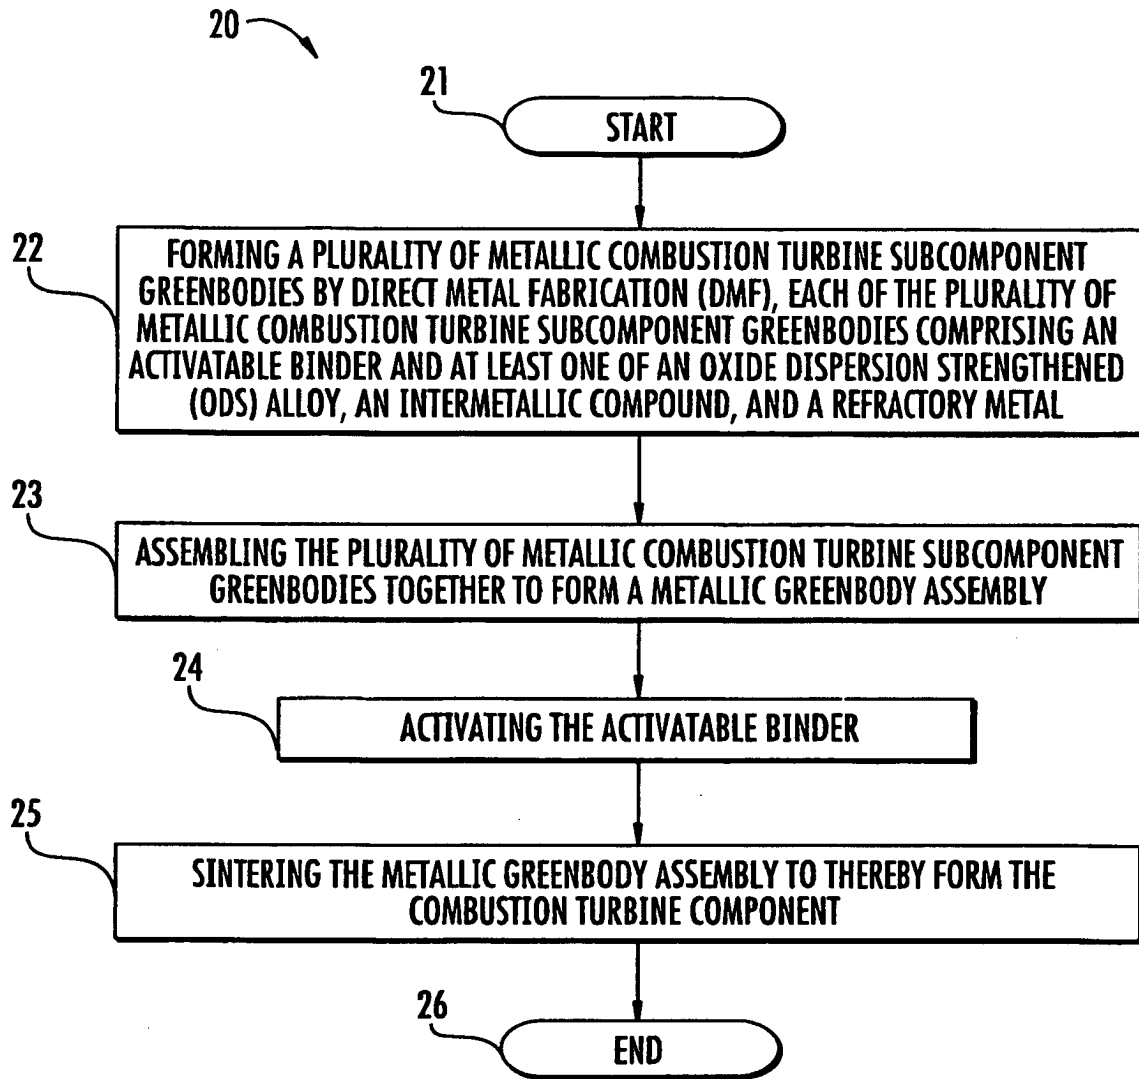 20
21
START
22
FORMING A PLURALITY OF METALLIC COMBUSTION TURBINE SUBCOMPONENT
GREENBODIES BY DIRECT METAL FABRICATION (DMF), EACH OF THE PLURALITY OF
METALLIC COMBUSTION TURBINE SUBCOMPONENT GREENBODIES COMPRISING AN
ACTIVATABLE BINDER AND AT LEAST ONE OF AN OXIDE DISPERSION STRENGTHENED
(ODS) ALLOY, AN INTERMETALLIC COMPOUND, AND A REFRACTORY METAL
23
ASSEMBLING THE PLURALITY OF METALLIC COMBUSTION TURBINE SUBCOMPONENT
GREENBODIES TOGETHER TO FORM A METALLIC GREENBODY ASSEMBLY
24
ACTIVATING THE ACTIVATABLE BINDER
25
SINTERING THE METALLIC GREENBODY ASSEMBLY TO THEREBY FORM THE
COMBUSTION TURBINE COMPONENT
26
END